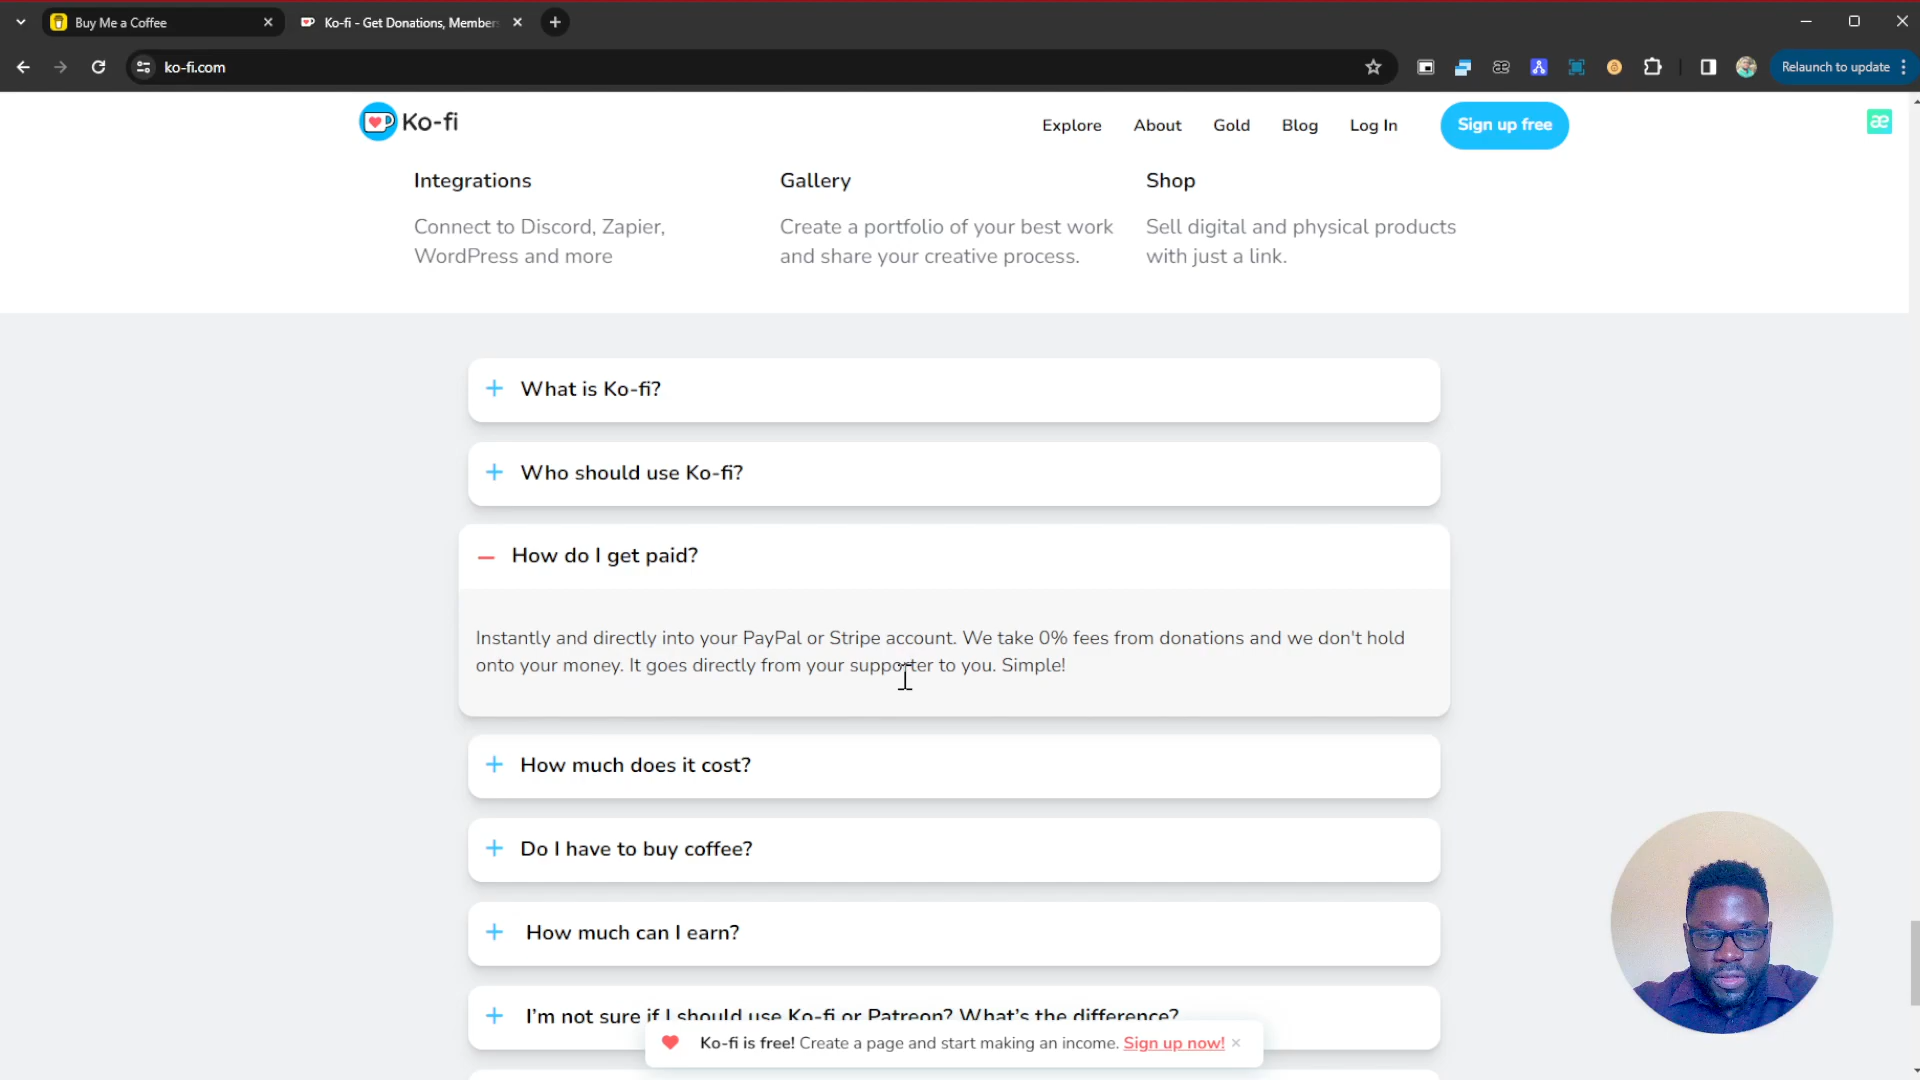 Buy Me a Coffee
Ko-fi - Get Donations, Members
ko-fi.com
Relaunch to update
Ko-fi
Explore
About
Gold
Blog
Log In
Sign up free
æ
Integrations
Gallery
Shop
Connect to Discord, Zapier,
WordPress and more
Create a portfolio of your best work
and share your creative process.
Sell digital and physical products
with just a link.
What is Ko-fi?
Who should use Ko-fi?
How do I get paid?
Instantly and directly into your PayPal or Stripe account. We take 0% fees from donations and we don't hold
onto your money. It goes directly from your supporter to you. Simple!
How much does it cost?
Do I have to buy coffee?
How much can I earn?
I'm not sure if I should use Ko-fi or Patreon? What's the difference?
Ko-fi is free! Create a page and start making an income. Sign up now!